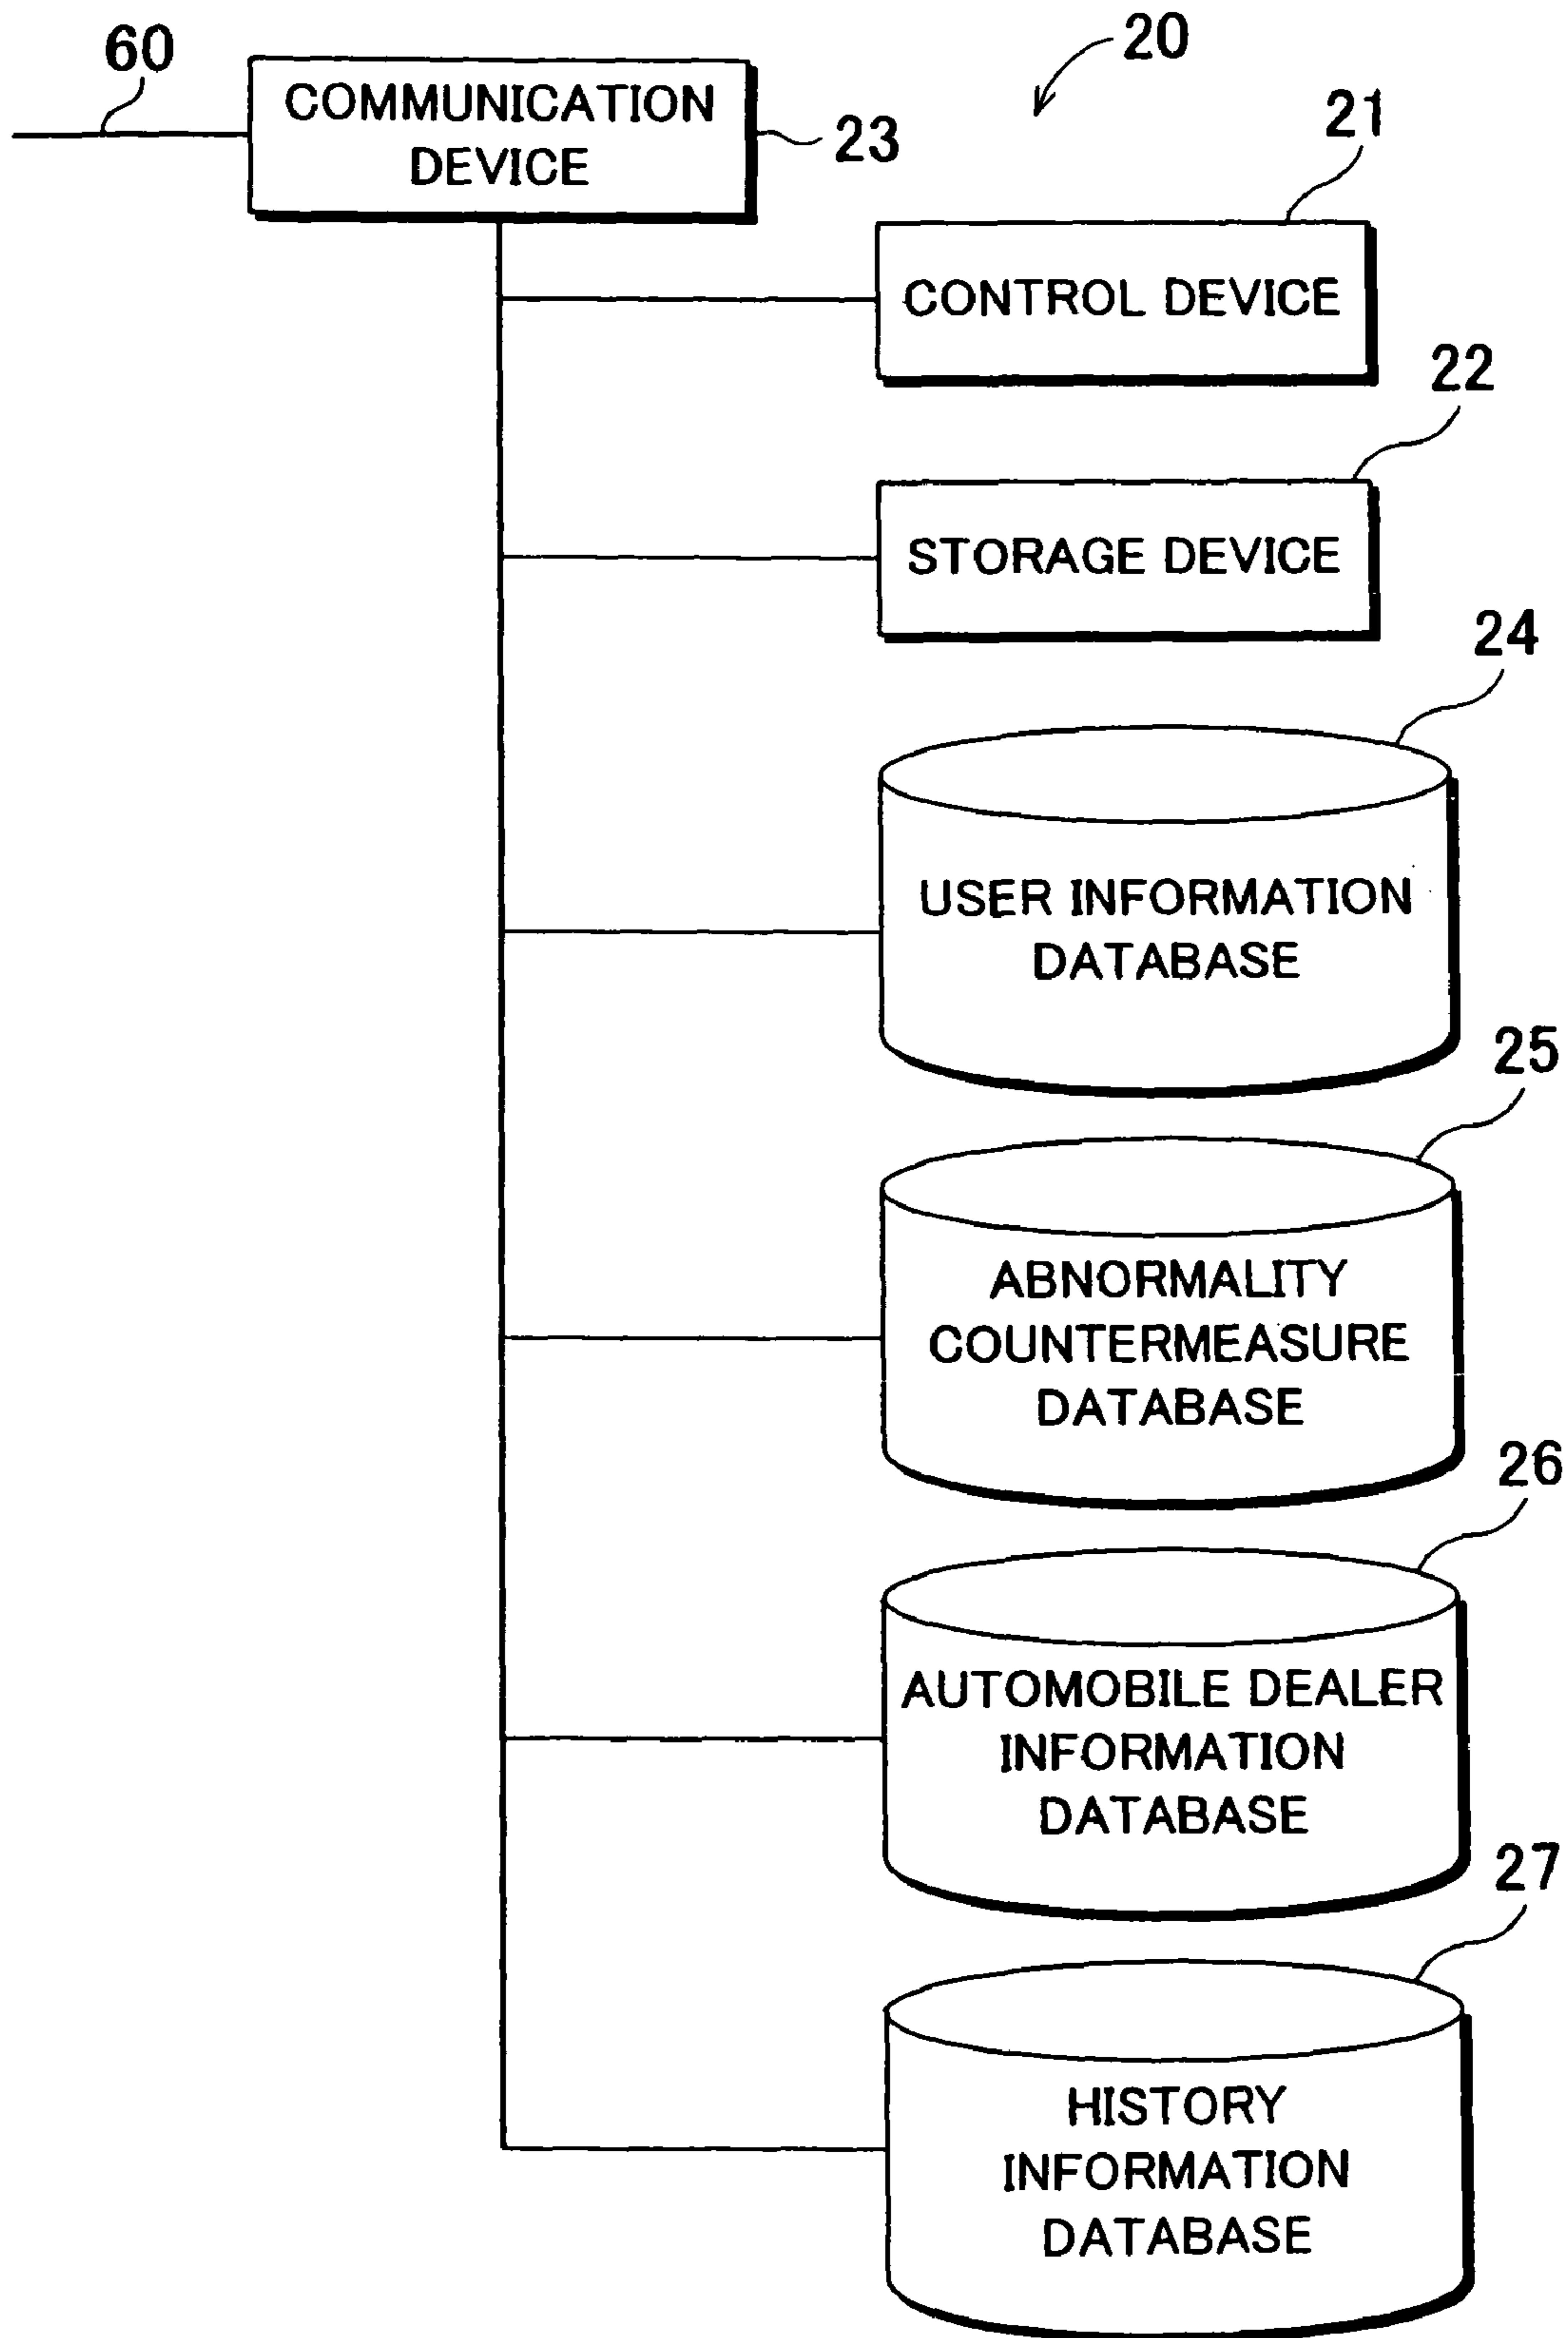 60
20
COMMUNICATION
DEVICE
23
21
CONTROL DEVICE
22
STORAGE DEVICE
24
USER INFORMATION
DATABASE
25
ABNORMALITY
COUNTERMEASURE
DATABASE
26
AUTOMOBILE DEALER
INFORMATION
DATABASE
27
HISTORY
INFORMATION
DATABASE